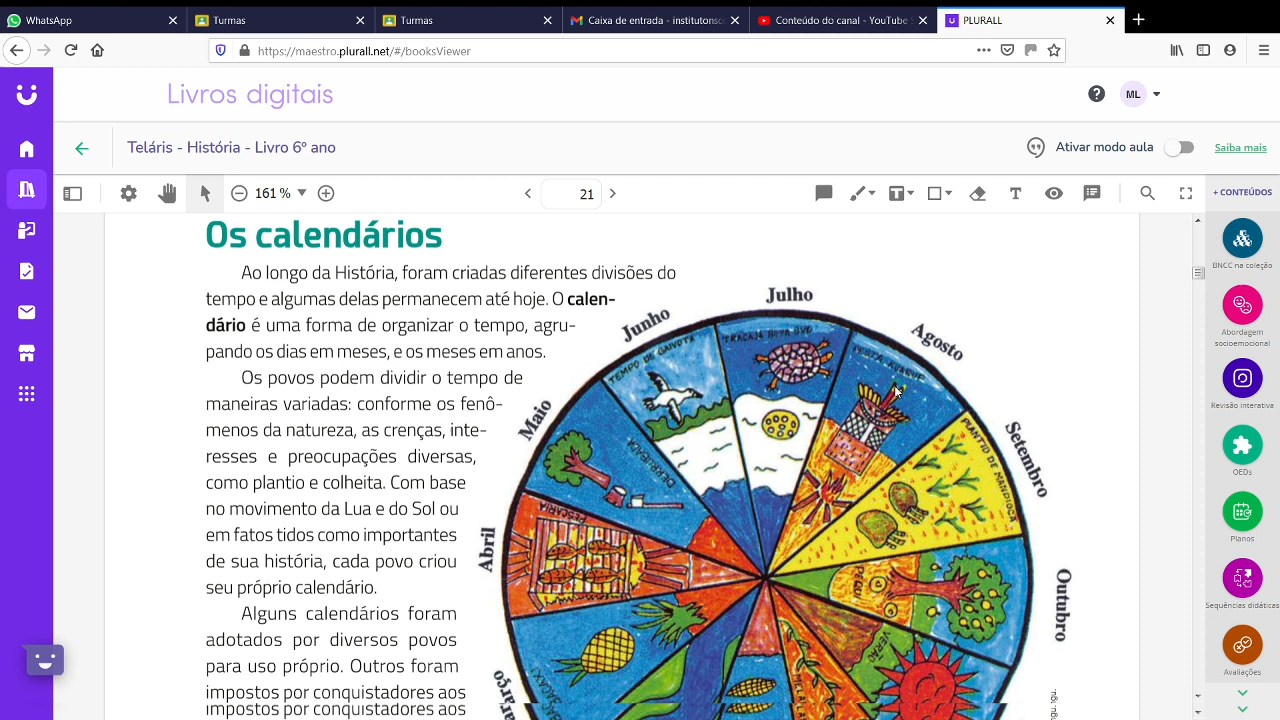 WhatsApp
Turmas
Turmas
Caixa de entrada - institutonsc
Conteúdo do canal - YouTube
PLURALL
https://maestro.plurall.net/#/booksViewer
Livros digitais
ML
Teláris - História - Livro 6º ano
Ativar modo aula
Saiba mais
161 %
21
+ CONTEÚDOS
Os calendários
Ao longo da História, foram criadas diferentes divisões do
tempo e algumas delas permanecem até hoje. O calen-
dário é uma forma de organizar o tempo, agru-
pando os dias em meses, e os meses em anos.
Os povos podem dividir o tempo de
maneiras variadas: conforme os fenô-
menos da natureza, as crenças, inte-
resses e preocupações diversas,
como plantio e colheita. Com base
no movimento da Lua e do Sol ou
em fatos tidos como importantes
de sua história, cada povo criou
seu próprio calendário.
Alguns calendários foram
adotados por diversos povos
para uso próprio. Outros foram
impostos por conquistadores aos
impostos por conquistadores aos
Março
Abril
Maio
Junho
Julho
Agosto
Setembro
Outubro
PESCARIA
DERRUBADA
TEMPO DE GAIVOTA
TRACAJÁ BOTA OVO
PLANTIO DE MANDIOCA
PEQUI
VERÃO
BNCC na coleção
Abordagem
socioemocional
Revisão interativa
OEDs
Planos
Sequências didáticas
Avaliações